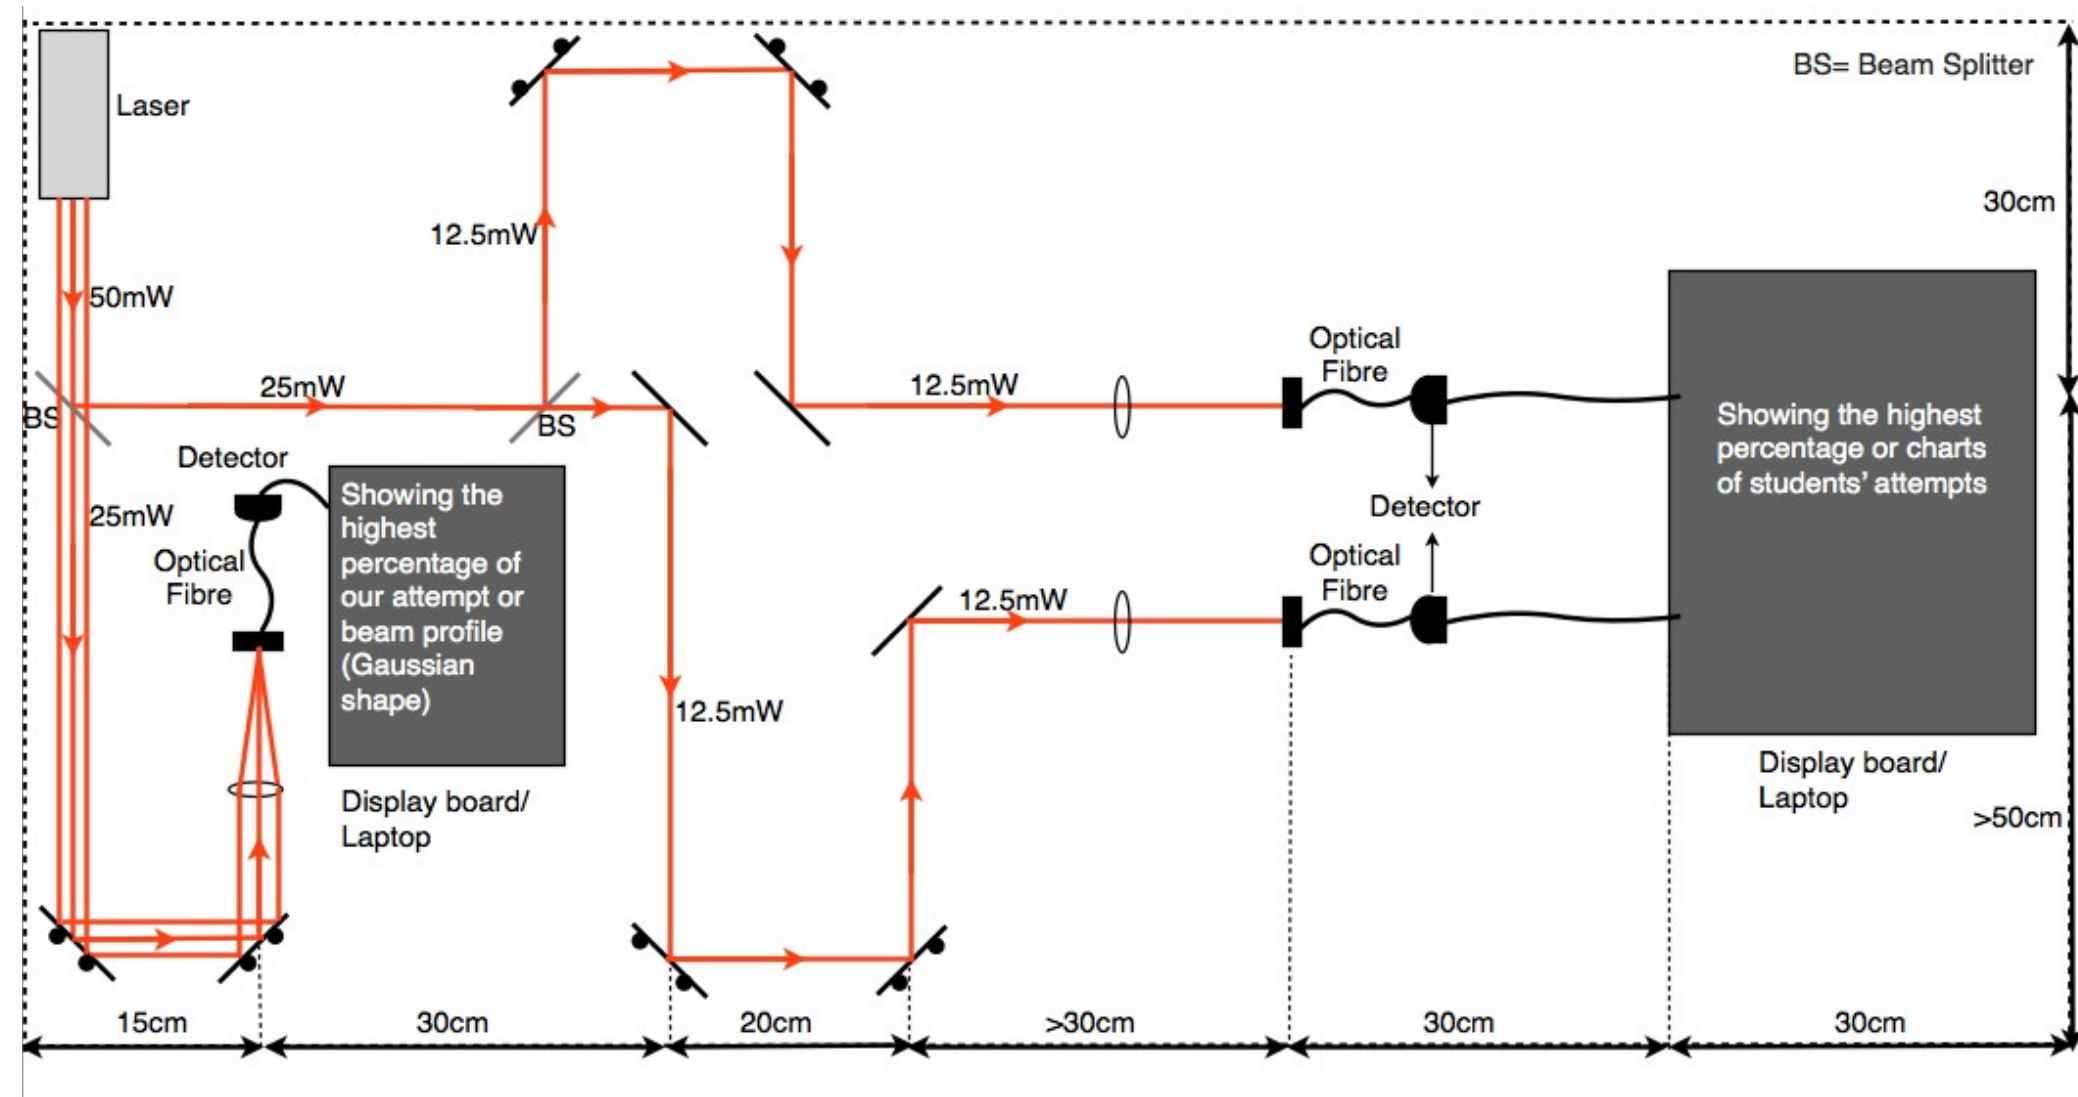 BS= Beam Splitter
Laser
30cm
12.5mW
50mW
Optical
Fibre
25mW
12.5mW
BS
BS
Showing the highest
percentage or charts
of students’ attempts
Detector
Showing the
highest
percentage of
our attempt or
beam profile
(Gaussian
shape)
Detector
25mW
Optical
Fibre
Optical
Fibre
12.5mW
12.5mW
Display board/
Laptop
Display board/
Laptop
>50cm
15cm
30cm
20cm
>30cm
30cm
30cm